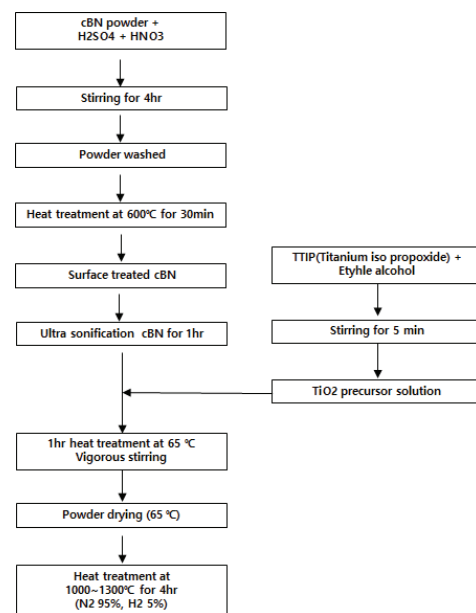 cBN powder +
H2SO4 + HNO3
Stirring for 4hr
Powder washed
Heat treatment at 600℃ for 30min
Surface treated cBN
Ultra sonification cBN for 1hr
TTIP(Titanium iso propoxide) +
Etyhle alcohol
Stirring for 5 min
TiO2 precursor solution
1hr heat treatment at 65 ℃
Vigorous stirring
Powder drying (65 ℃)
Heat treatment at
1000~1300℃ for 4hr
(N2 95%, H2 5%)